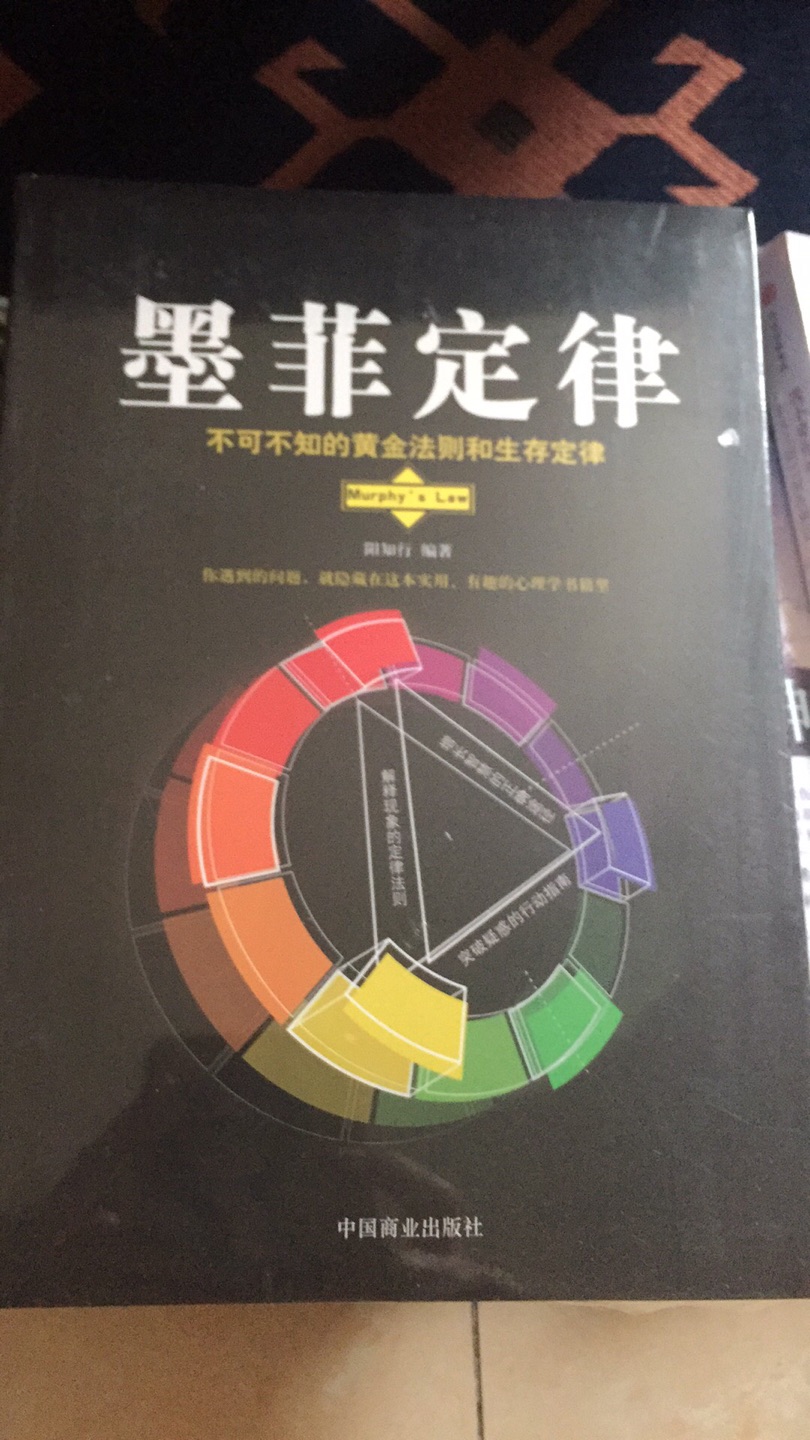 墨菲定律
不可不知的黄金法则和生存定律
Murphy's Law
阳知行 编著
你遇到的问题，就隐藏在这本实用、有趣的心理学书籍里
解释现象的定律法则
突破疑惑的行动指南
中国商业出版社